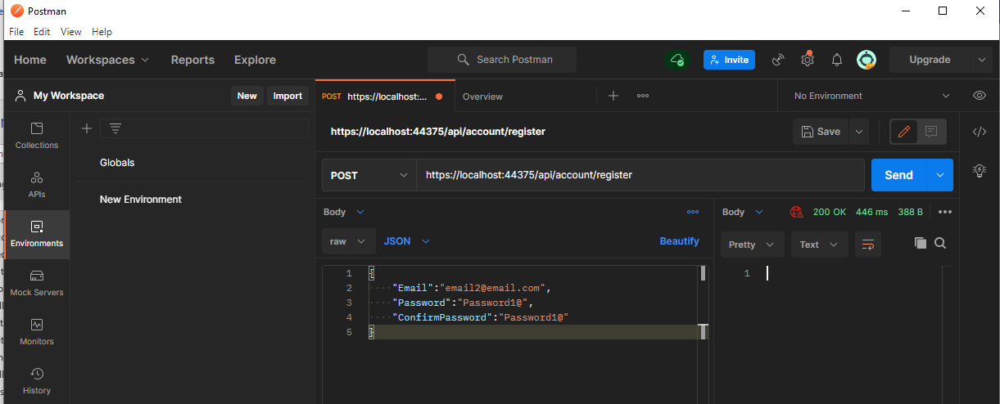 Postman
File Edit View Help
Home Workspaces Reports Explore Search Postman Invite Upgrade
My Workspace New Import
POST https://localhost:... Overview No Environment
Collections
APIs
Environments
Mock Servers
Monitors
History
Globals
New Environment
https://localhost:44375/api/account/register Save
POST https://localhost:44375/api/account/register Send
Body
raw JSON Beautify
1 {
2 "Email":"email2@email.com",
3 "Password":"Password1@",
4 "ConfirmPassword":"Password1@"
5 }
Body 200 OK 446 ms 388 B
Pretty Text
1